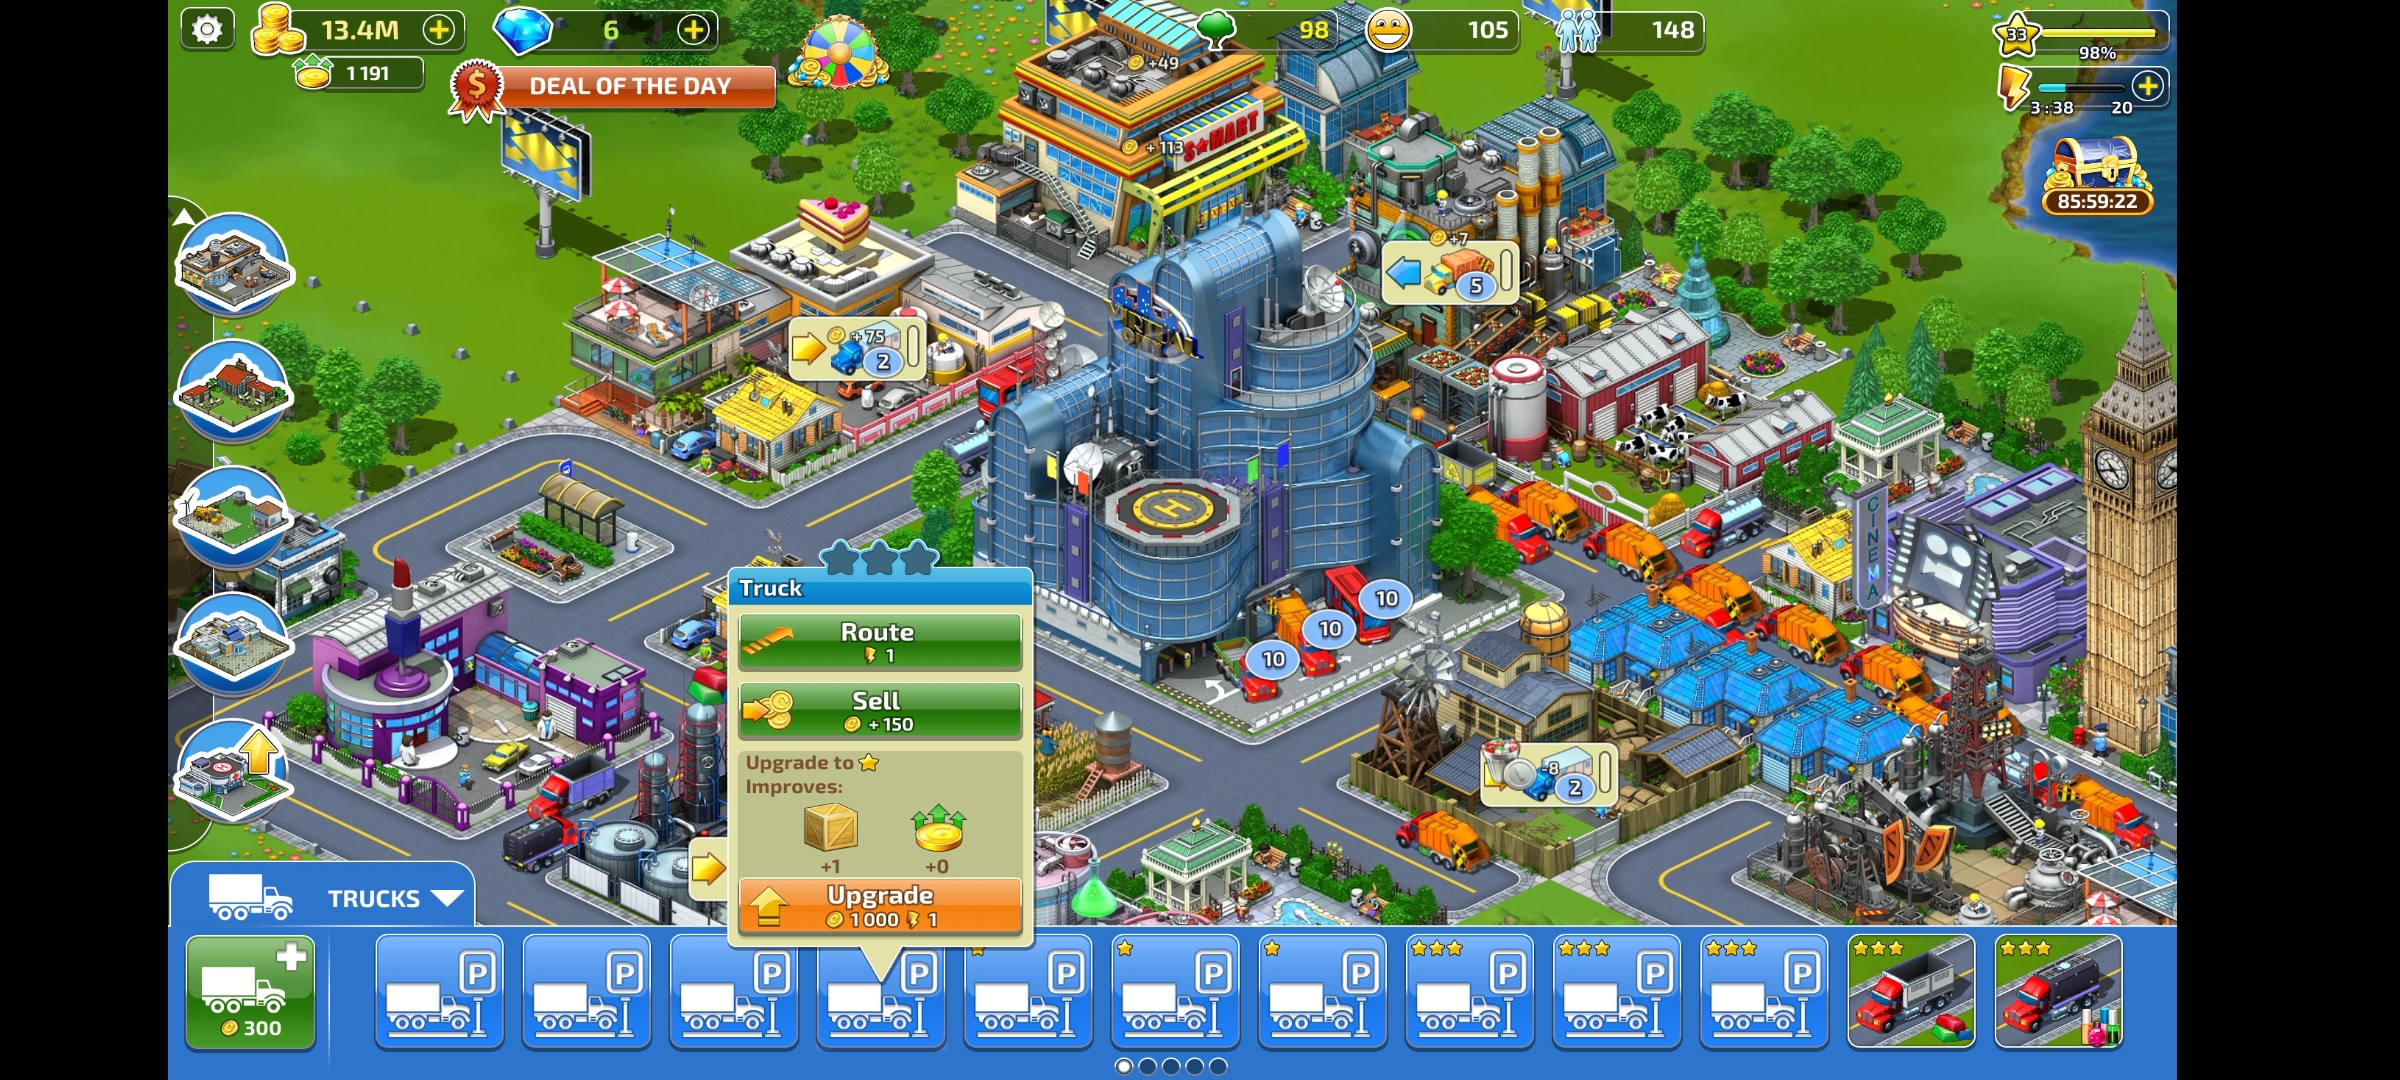 13.4M
6
98
105
148
33
98%
1 191
DEAL OF THE DAY
3:38
20
+49
S★MART
+113
85:59:22
+7
5
+75
2
CINEMA
10
10
10
H
Truck
Route
1
Sell
+150
Upgrade to
Improves:
+1
+0
Upgrade
1 000
1
-8
2
TRUCKS
300
P
P
P
P
P
P
P
P
P
P